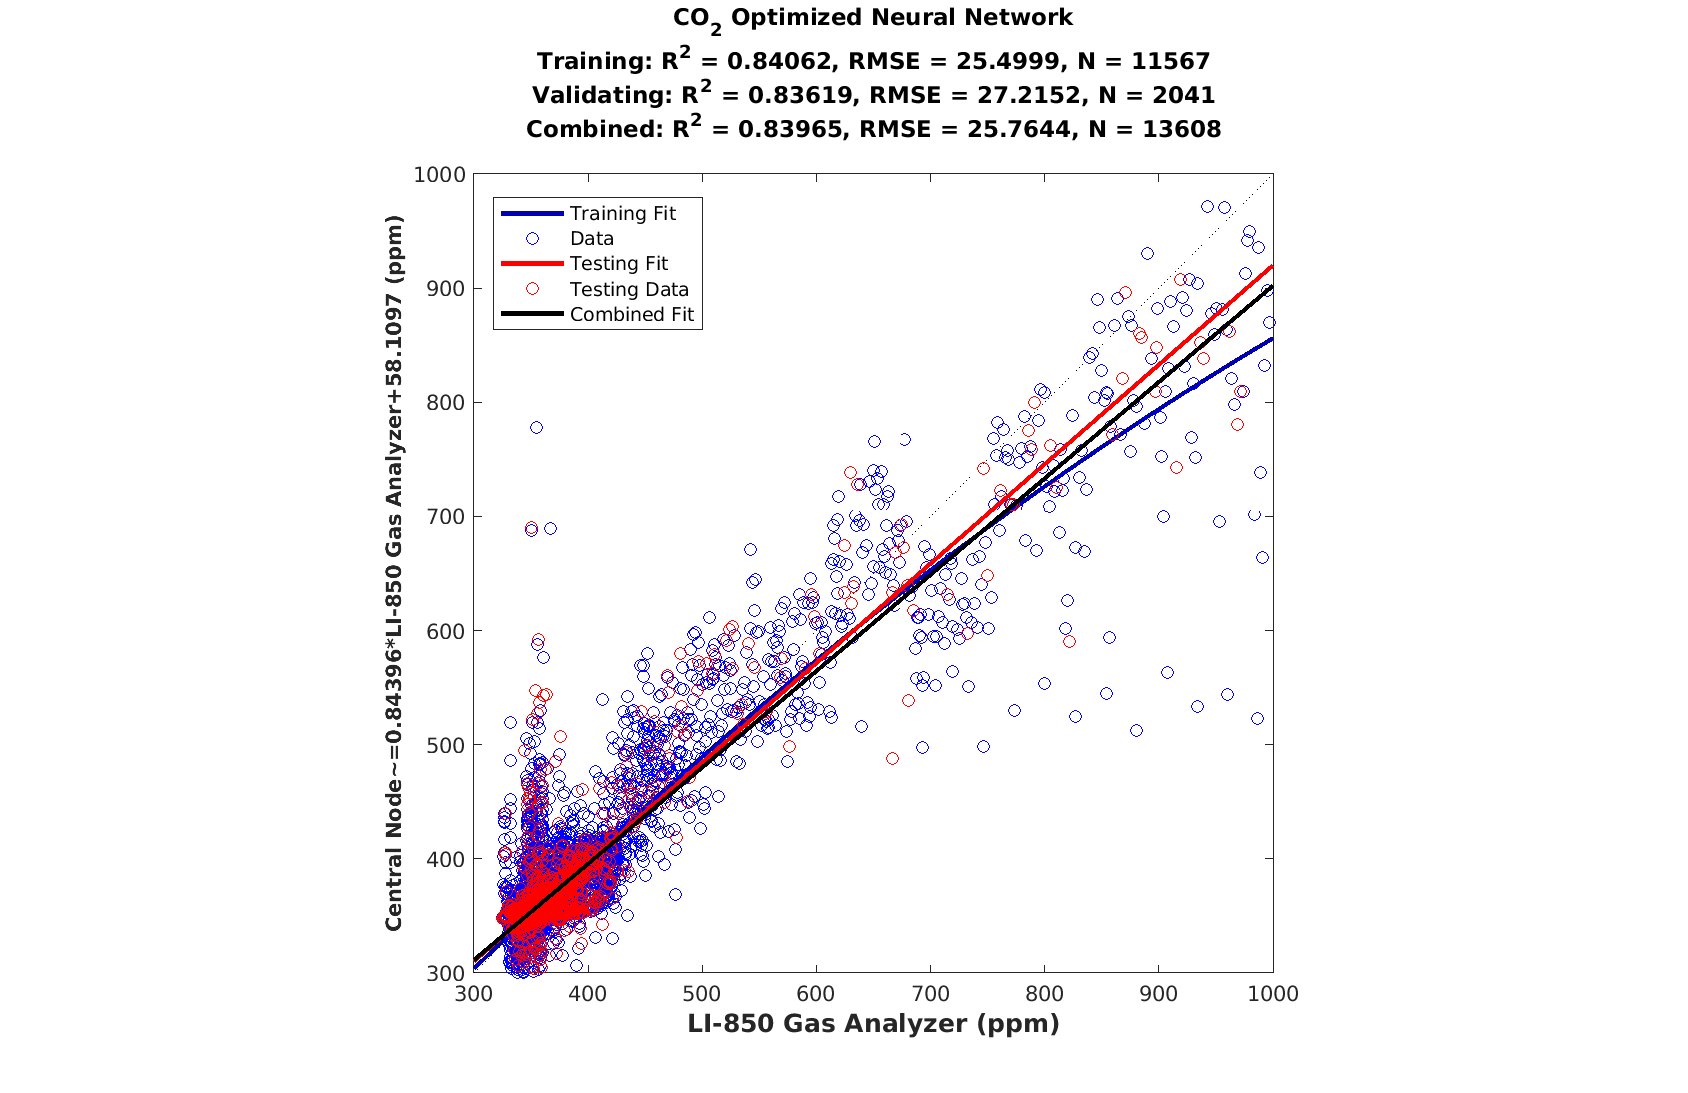 CO2 Optimized Neural Network
Training: R2 = 0.84062, RMSE = 25.4999, N = 11567
Validating: R2 = 0.83619, RMSE = 27.2152, N = 2041
Combined: R2 = 0.83965, RMSE = 25.7644, N = 13608
Central Node~=0.84396*LI-850 Gas Analyzer+58.1097 (ppm)
1000
900
800
700
600
500
400
300
Training Fit
Data
Testing Fit
Testing Data
Combined Fit
300 400 500 600 700 800 900 1000
LI-850 Gas Analyzer (ppm)